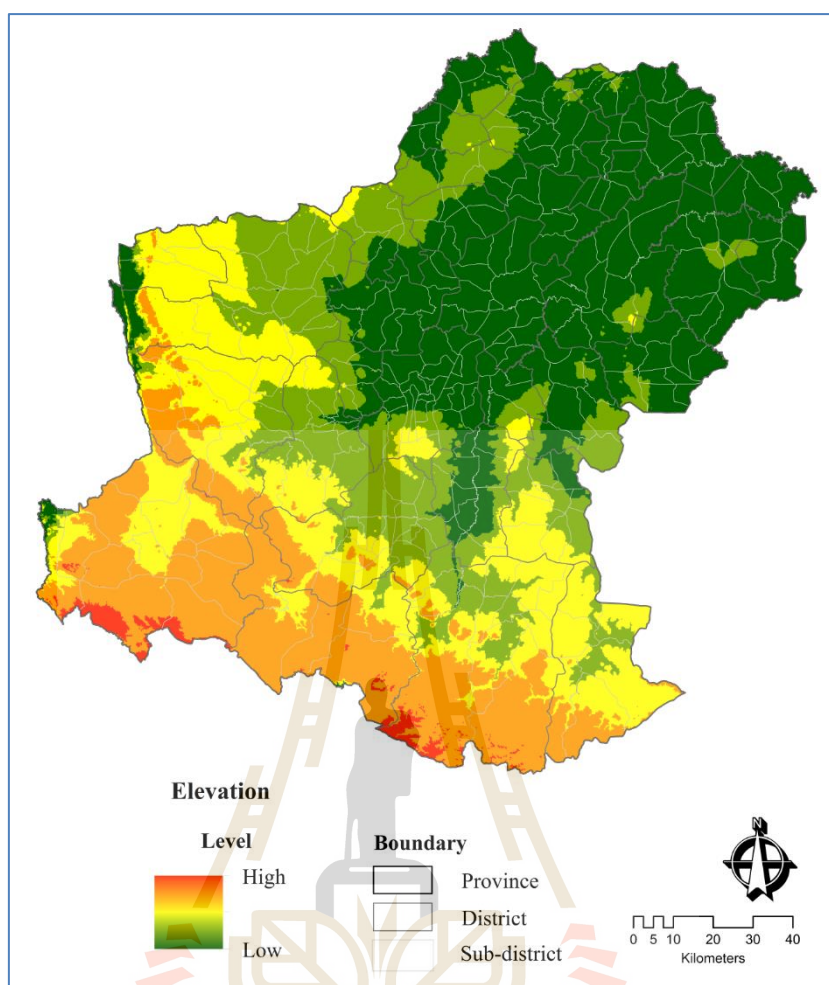 Elevation
Level
High
Low
Boundary
Province
District
Sub-district
N
0 5 10 20 30 40
Kilometers